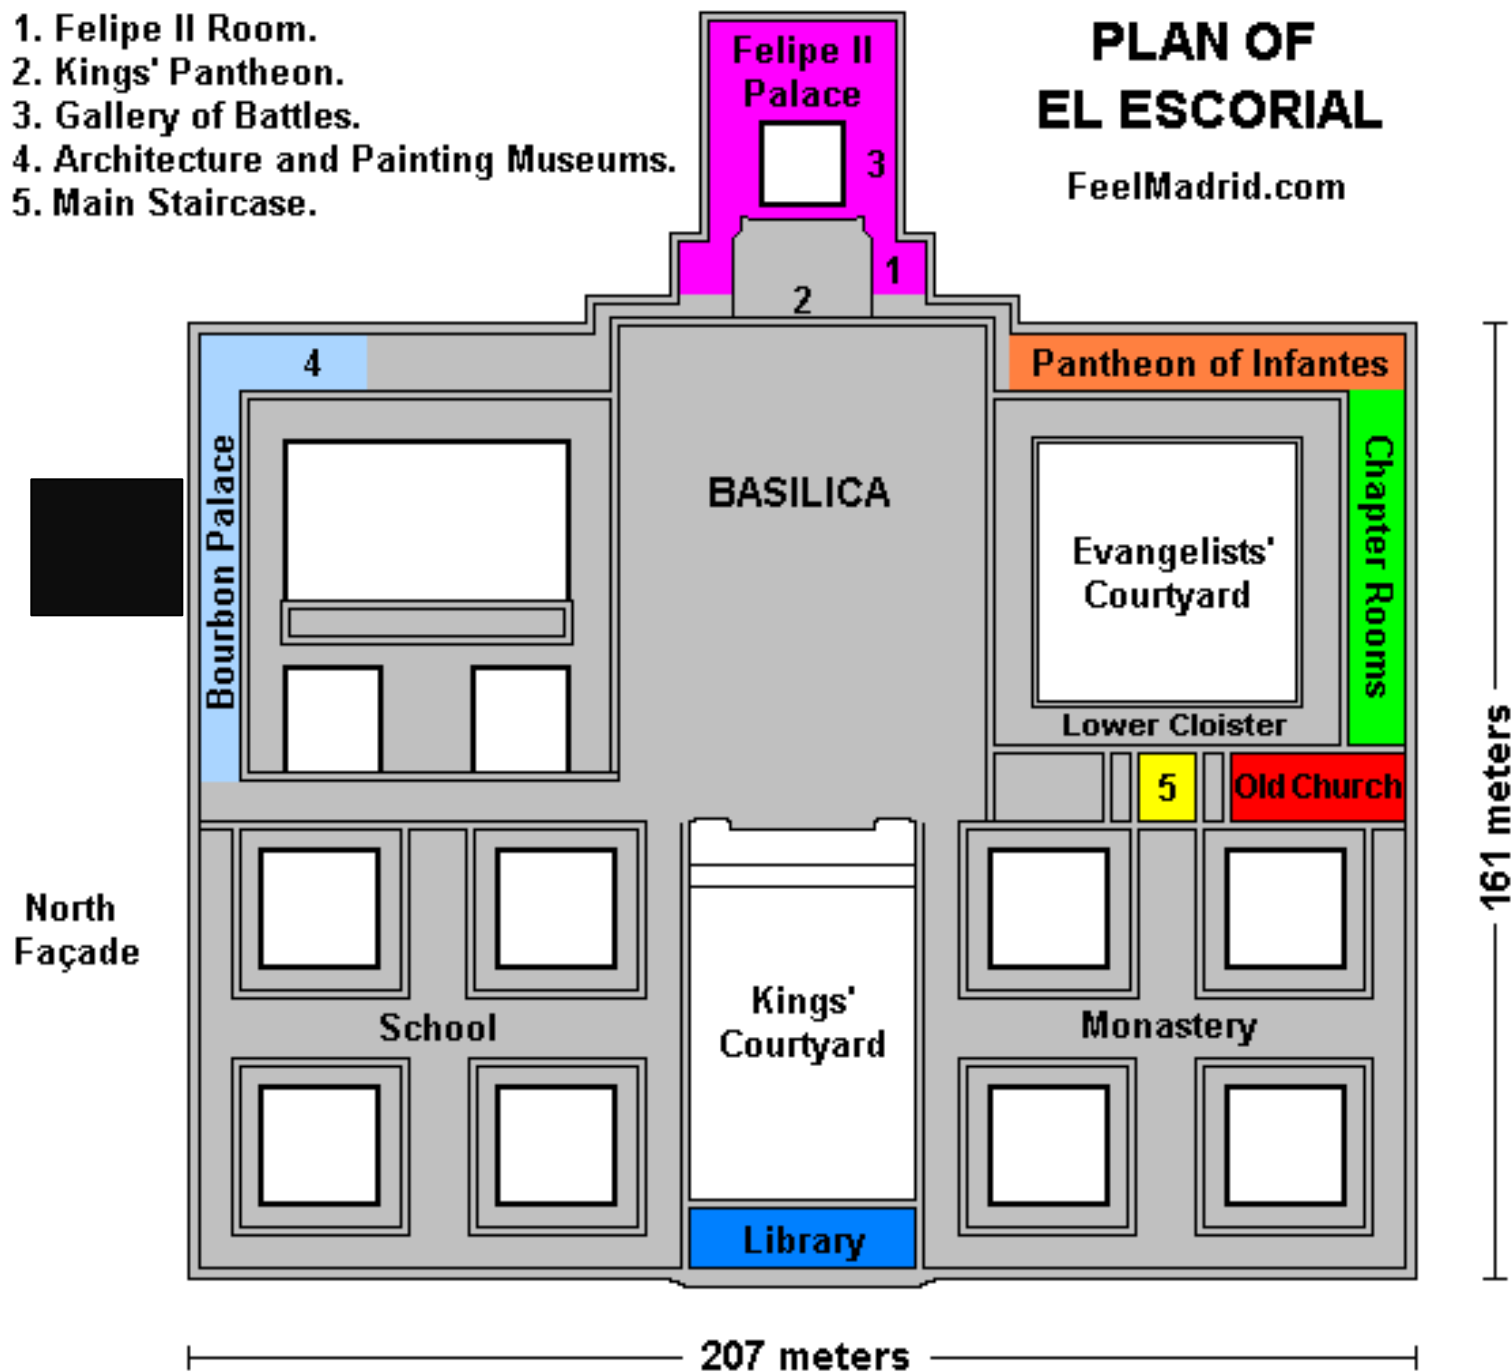 1. Felipe II Room.
2. Kings' Pantheon.
3. Gallery of Battles.
4. Architecture and Painting Museums.
5. Main Staircase.
PLAN OF
EL ESCORIAL
FeelMadrid.com
Felipe II
Palace
3
1
2
4
Pantheon of Infantes
Bourbon Palace
BASILICA
Evangelists'
Courtyard
Chapter Rooms
Lower Cloister
5
Old Church
161 meters
North
Façade
School
Kings'
Courtyard
Monastery
Library
207 meters